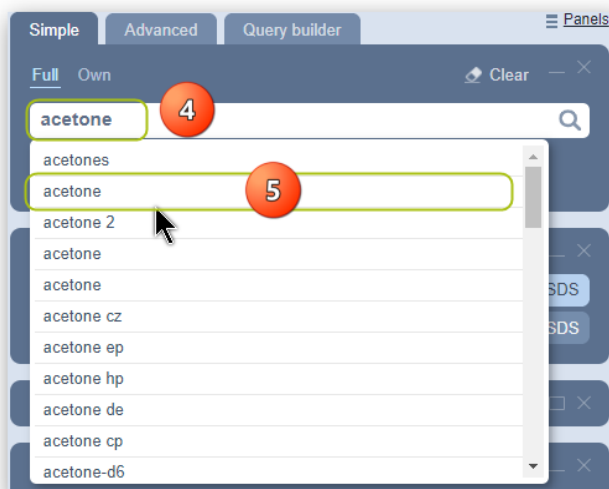 Panels
Simple Advanced Query builder
Full Own Clear
acetone 4
acetones
acetone 5
acetone 2
acetone
acetone
acetone cz
acetone ep
acetone hp
acetone de
acetone cp
acetone-d6
SDS
SDS